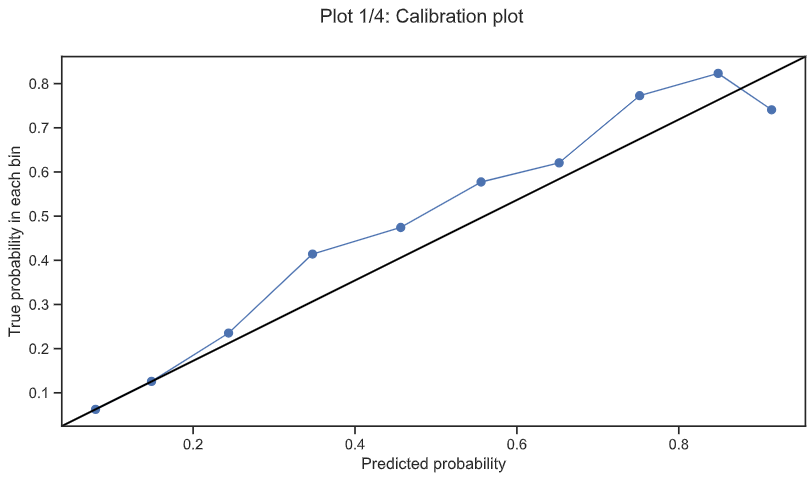 Plot 1/4: Calibration plot
True probability in each bin
0.8
0.7
0.6
0.5
0.4
0.3
0.2
0.1
0.2 0.4 0.6 0.8
Predicted probability